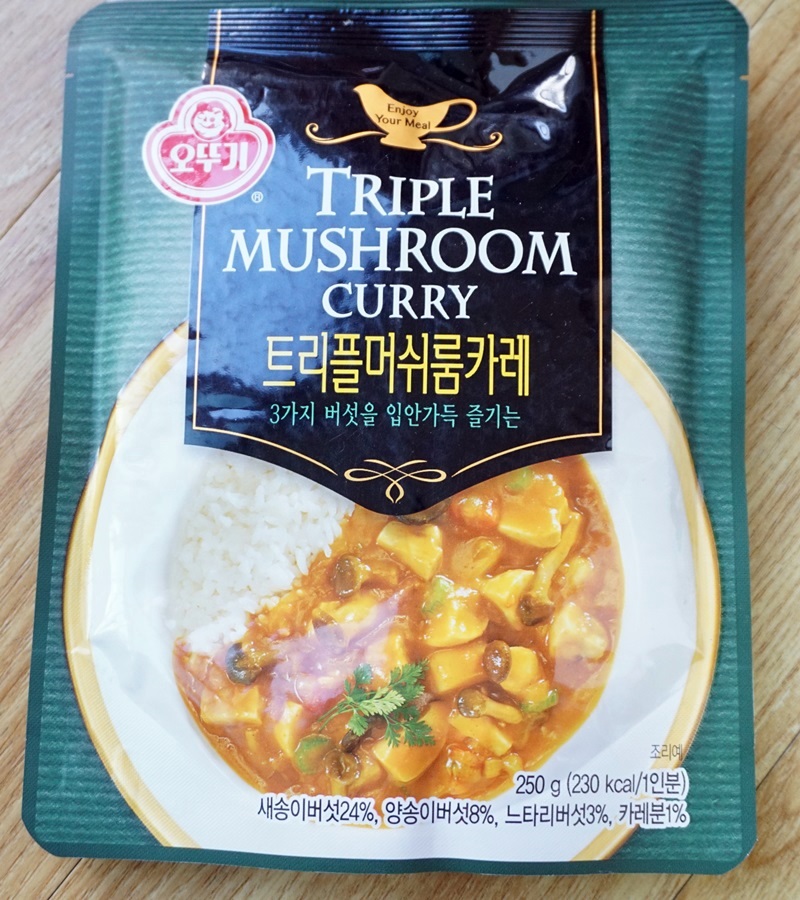 Enjoy
Your Meal
오뚜기
®
TRIPLE
MUSHROOM
CURRY
트리플머쉬룸카레
3가지 버섯을 입안가득 즐기는
조리예
250 g (230 kcal/1인분)
새송이버섯24%, 양송이버섯8%, 느타리버섯3%, 카레분1%